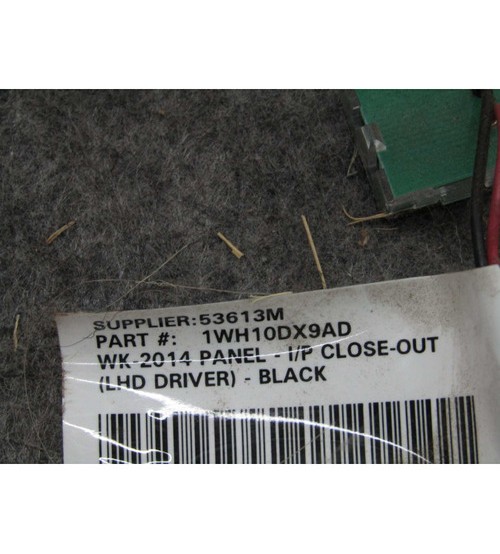 SUPPLIER:53613M
PART #: 1WH10DX9AD
WK-2014 PANEL - I/P CLOSE-OUT
(LHD DRIVER) - BLACK